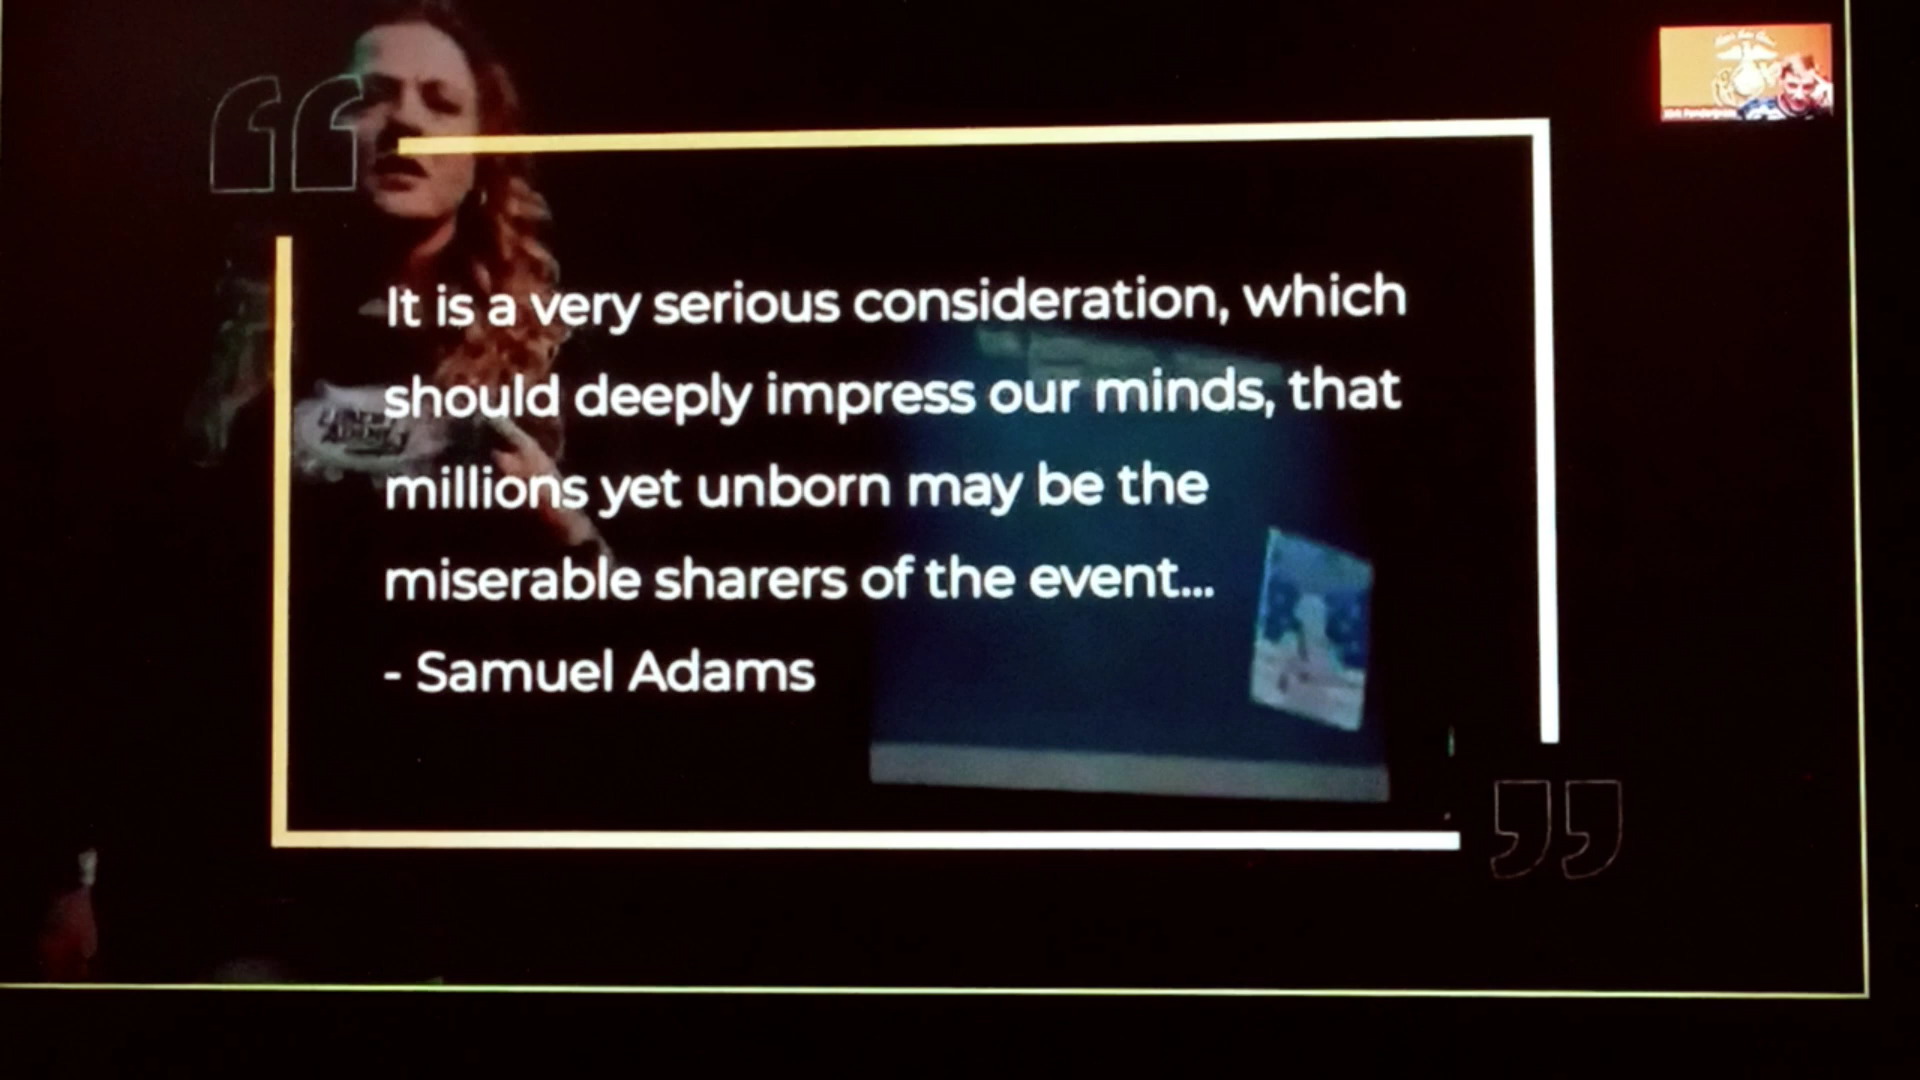 It is a very serious consideration, which
should deeply impress our minds, that
millions yet unborn may be the
miserable sharers of the event...
- Samuel Adams